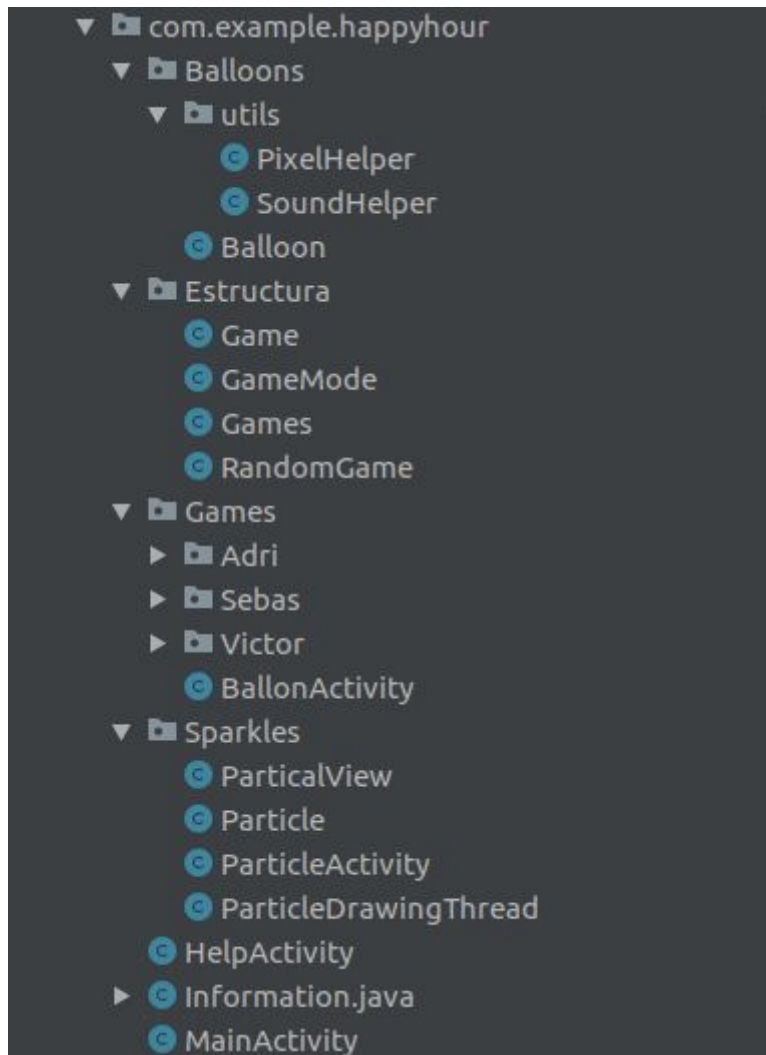 com.example.happyhour
Balloons
utils
PixelHelper
SoundHelper
Balloon
Estructura
Game
GameMode
Games
RandomGame
Games
Adri
Sebas
Victor
BallonActivity
Sparkles
ParticalView
Particle
ParticleActivity
ParticleDrawingThread
HelpActivity
Information.java
MainActivity